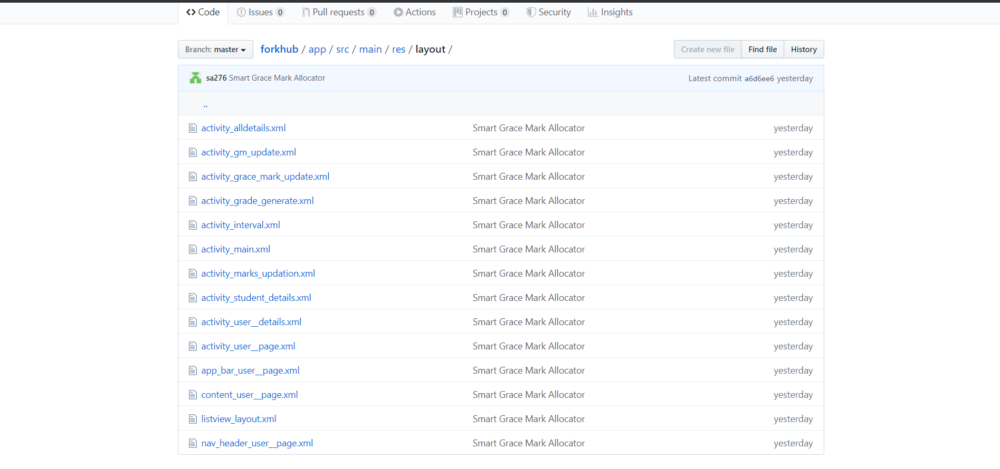 Code Issues 0 Pull requests 0 Actions Projects 0 Security Insights
Branch: master forkhub / app / src / main / res / layout / Create new file Find file History
sa276 Smart Grace Mark Allocator Latest commit a6d6ee6 yesterday
..
activity_alldetails.xml Smart Grace Mark Allocator yesterday
activity_gm_update.xml Smart Grace Mark Allocator yesterday
activity_grace_mark_update.xml Smart Grace Mark Allocator yesterday
activity_grade_generate.xml Smart Grace Mark Allocator yesterday
activity_interval.xml Smart Grace Mark Allocator yesterday
activity_main.xml Smart Grace Mark Allocator yesterday
activity_marks_updation.xml Smart Grace Mark Allocator yesterday
activity_student_details.xml Smart Grace Mark Allocator yesterday
activity_user__details.xml Smart Grace Mark Allocator yesterday
activity_user__page.xml Smart Grace Mark Allocator yesterday
app_bar_user__page.xml Smart Grace Mark Allocator yesterday
content_user__page.xml Smart Grace Mark Allocator yesterday
listview_layout.xml Smart Grace Mark Allocator yesterday
nav_header_user__page.xml Smart Grace Mark Allocator yesterday